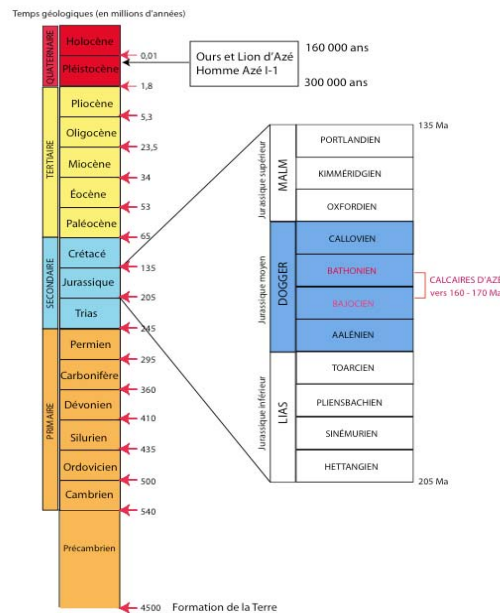 Temps géologiques (en millions d'années)
QUATERNAIRE
Holocène
0,01
Pléistocène
1,8
Ours et Lion d'Azé
Homme Azé I-1
160 000 ans
300 000 ans
TERTIAIRE
Pliocène
5,3
Oligocène
23,5
Miocène
34
Éocène
53
Paléocène
65
SECONDAIRE
Crétacé
135
Jurassique
205
Trias
245
PRIMAIRE
Permien
295
Carbonifère
360
Dévonien
410
Silurien
435
Ordovicien
500
Cambrien
540
Précambrien
4500
Formation de la Terre
135 Ma
Jurassique supérieur
MALM
PORTLANDIEN
KIMMÉRIDGIEN
OXFORDIEN
Jurassique moyen
DOGGER
CALLOVIEN
BATHONIEN
BAJOCIEN
AALÉNIEN
CALCAIRES D'AZÉ
vers 160 - 170 Ma
Jurassique inférieur
LIAS
TOARCIEN
PLIENSBACHIEN
SINÉMURIEN
HETTANGIEN
205 Ma